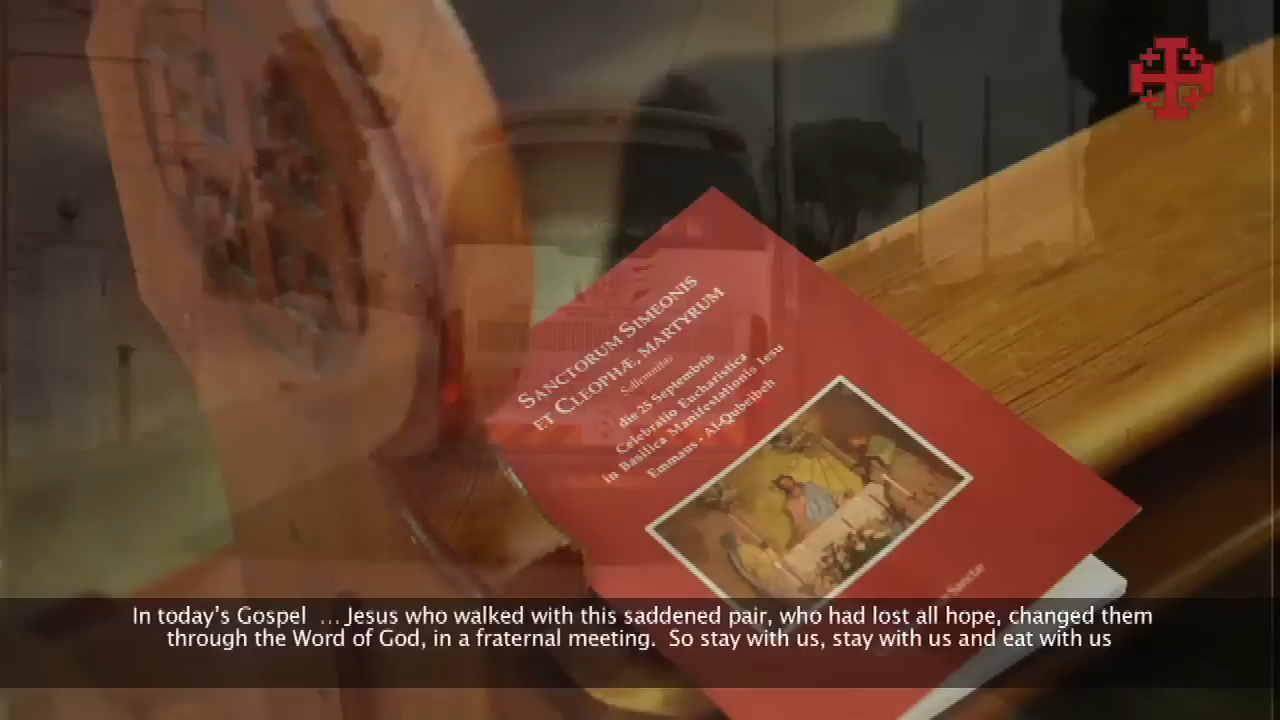 SANCTORUM SIMEONIS
ET CLEOPHÆ, MARTYRUM
Sollemnitas
die 25 Septembris
Celebratio Eucharistica
in Basilica Manifestationis Iesu
Emmaus - Al-Qubeibeh
Sanctæ
In today’s Gospel ... Jesus who walked with this saddened pair, who had lost all hope, changed them
through the Word of God, in a fraternal meeting. So stay with us, stay with us and eat with us